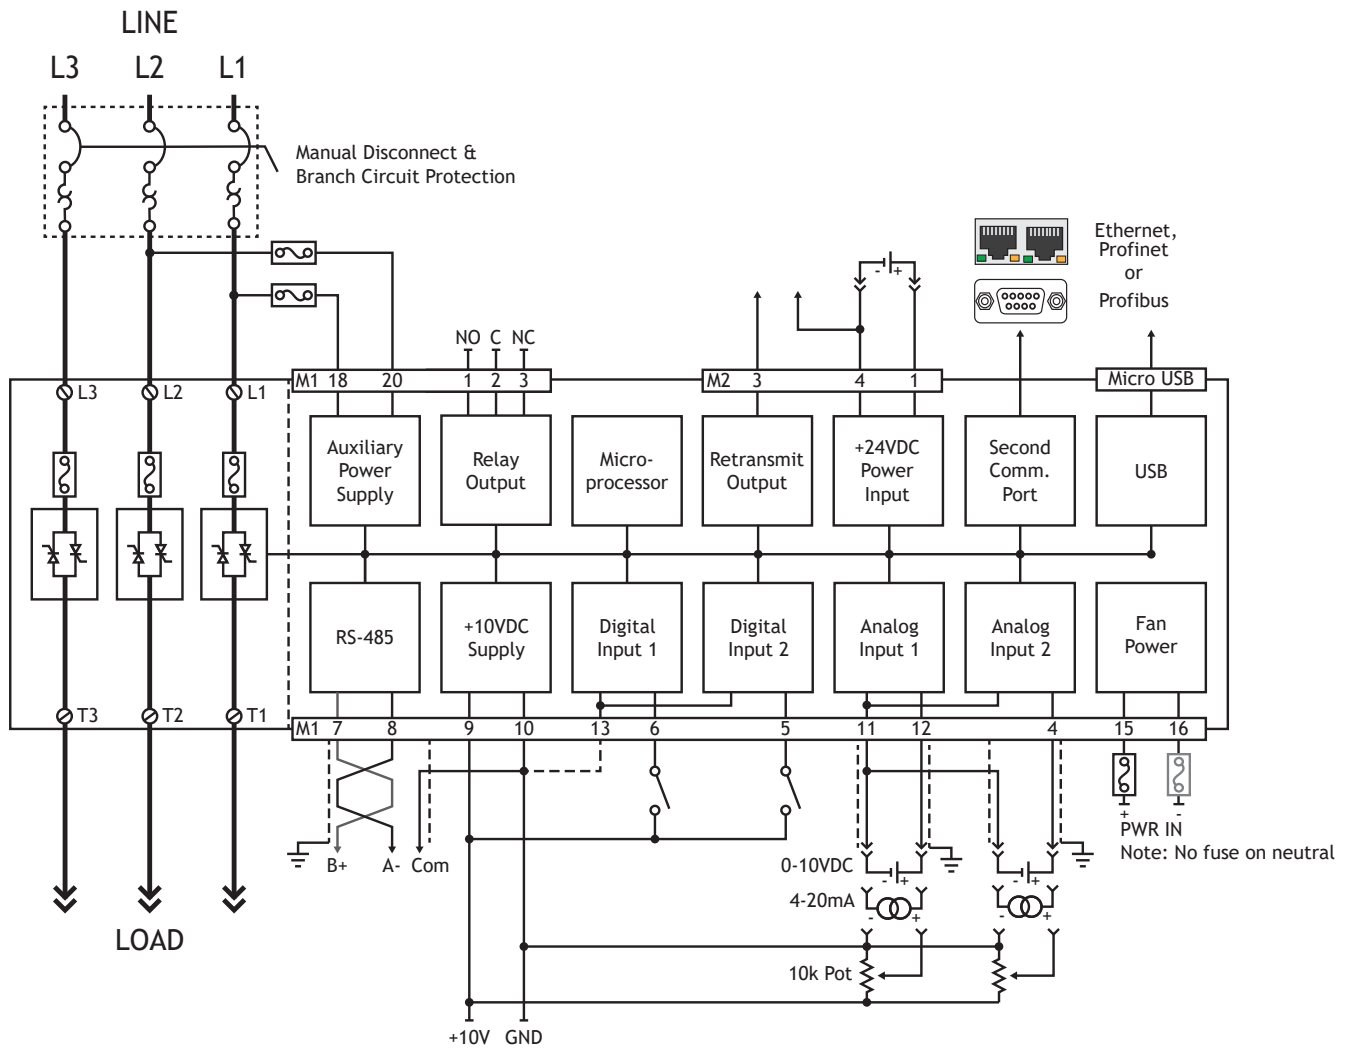 LINE
L3 L2 L1
Manual Disconnect &
Branch Circuit Protection
Ethernet,
Profinet
or
Profibus
- +
NO C NC
M1 18 20 1 2 3
M2 3 4 1
Micro USB
L3 L2 L1
Auxiliary
Power
Supply
Relay
Output
Micro-
processor
Retransmit
Output
+24VDC
Power
Input
Second
Comm.
Port
USB
RS-485
+10VDC
Supply
Digital
Input 1
Digital
Input 2
Analog
Input 1
Analog
Input 2
Fan
Power
T3 T2 T1
M1 7 8 9 10 13 6 5 11 12 4 15 16
+ -
PWR IN
Note: No fuse on neutral
B+ A- Com
0-10VDC
- +
- +
4-20mA
- +
- +
LOAD
10k Pot
+10V GND